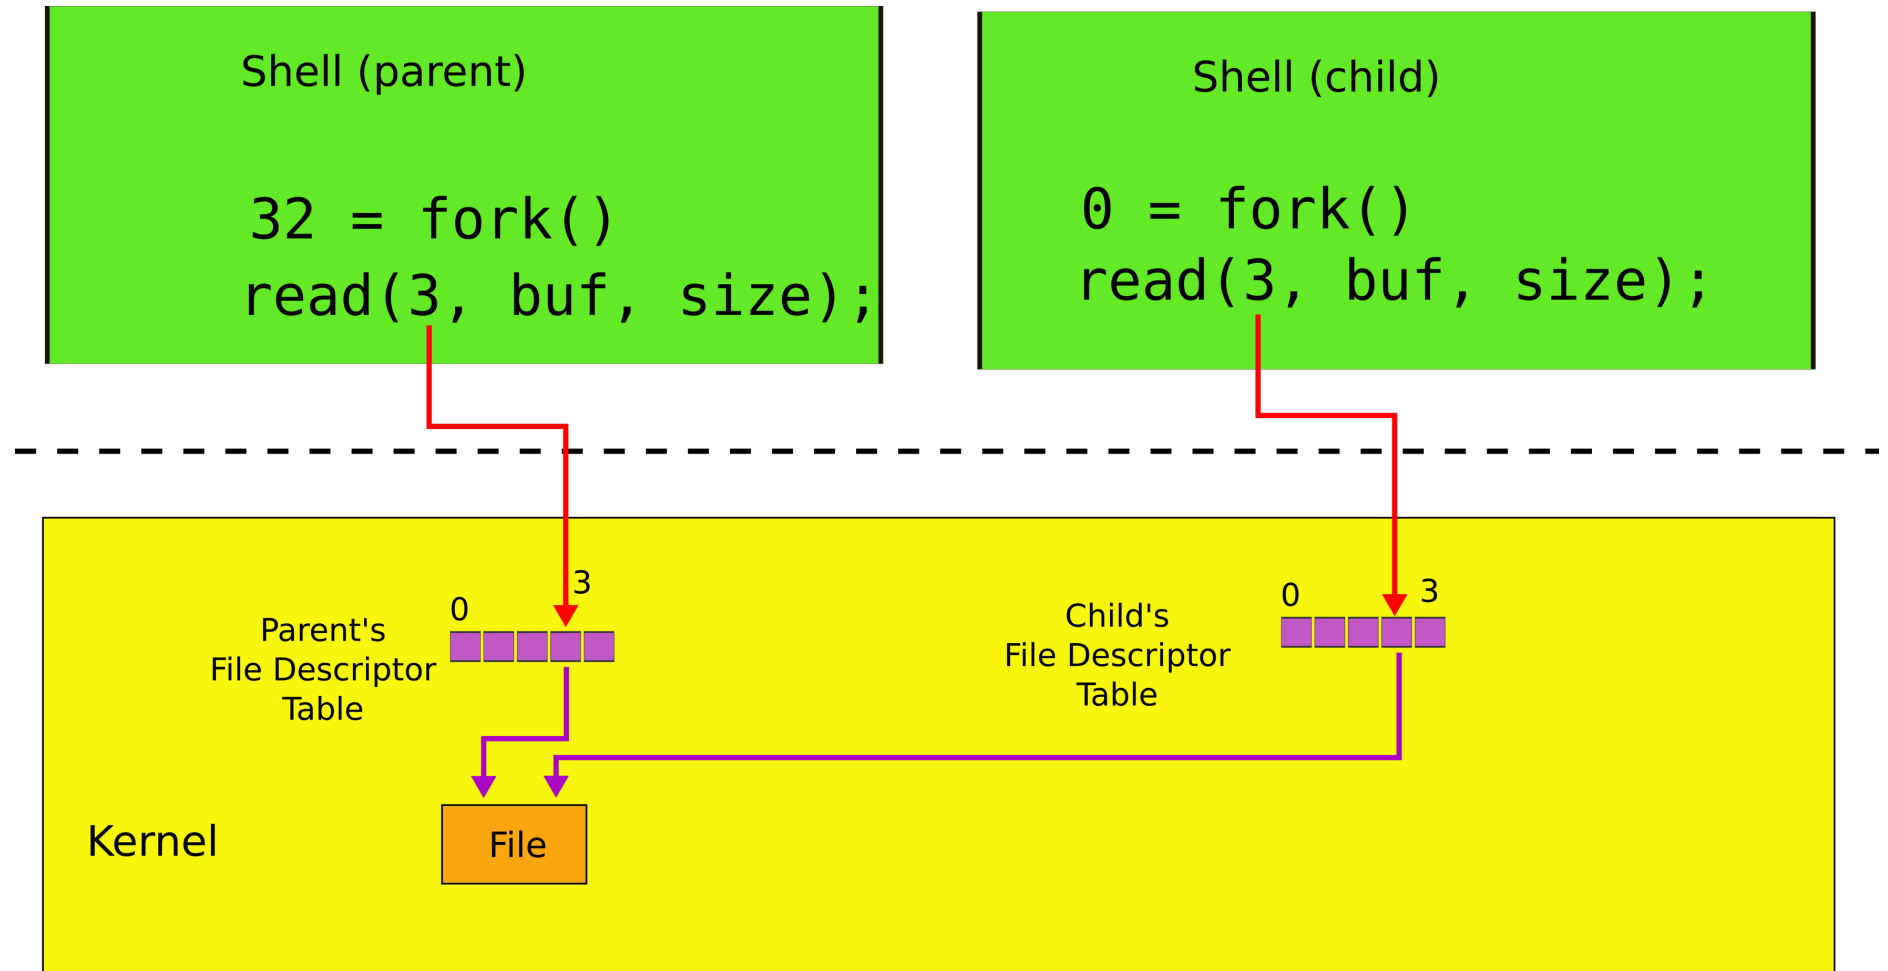 Shell (parent)
32 = fork()
read(3, buf, size);
Shell (child)
0 = fork()
read(3, buf, size);
0
3
Parent's
File Descriptor
Table
0
3
Child's
File Descriptor
Table
Kernel
File